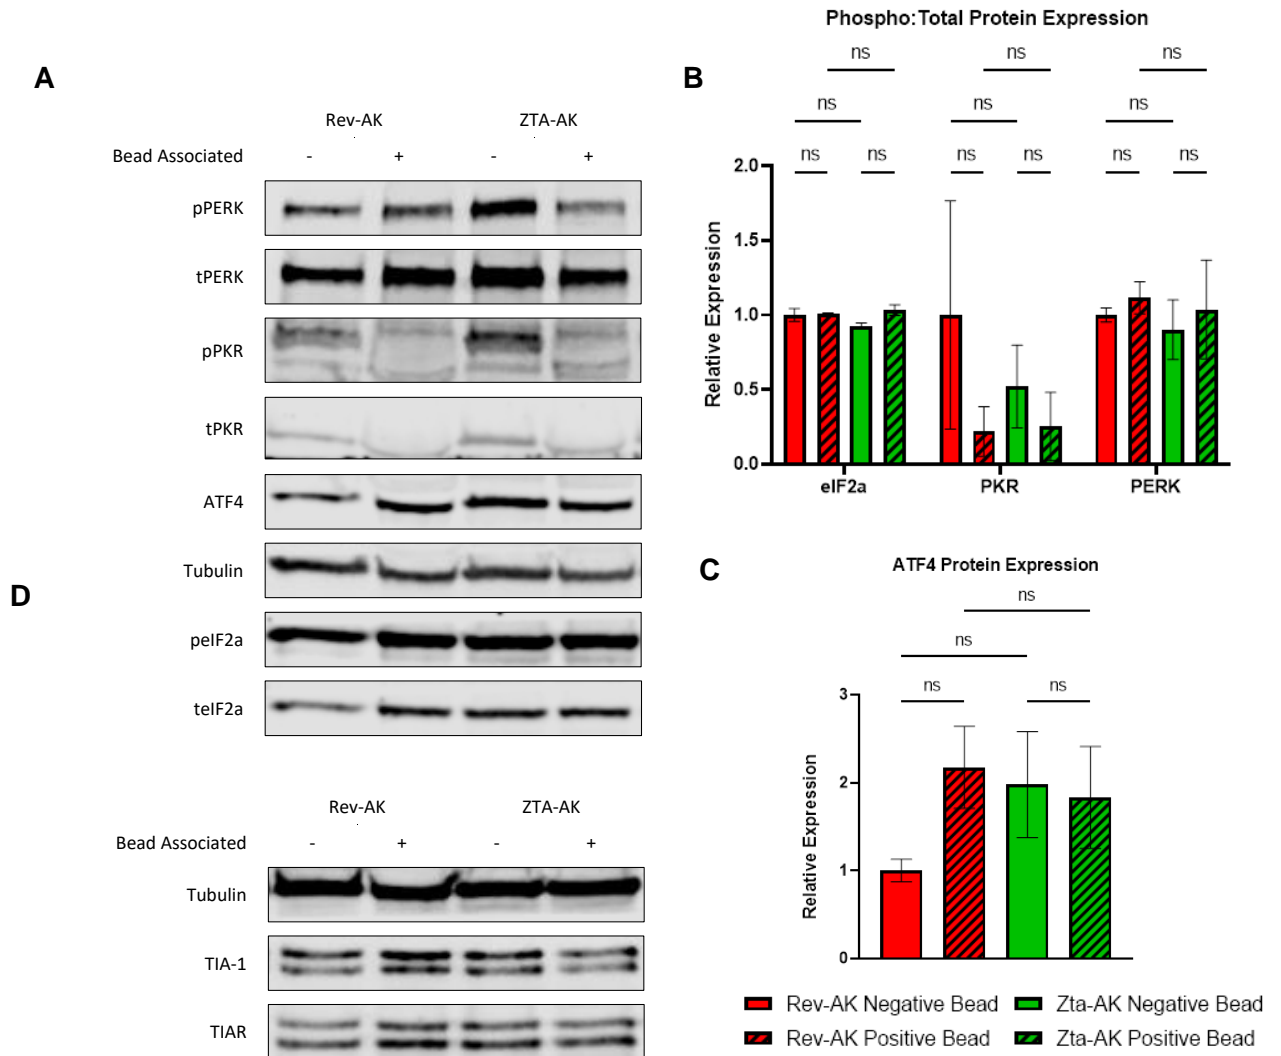 A
Rev-AK ZTA-AK
Bead Associated - + - +
pPERK
tPERK
pPKR
tPKR
ATF4
Tubulin
peIF2a
teIF2a
B
Phospho:Total Protein Expression
ns ns ns
ns ns ns
ns ns ns ns ns ns
Relative Expression
2.0
1.5
1.0
0.5
0.0
eIF2a PKR PERK
C
ATF4 Protein Expression
ns
ns
ns ns
Relative Expression
3
2
1
0
Rev-AK Negative Bead Zta-AK Negative Bead
Rev-AK Positive Bead Zta-AK Positive Bead
D
Rev-AK ZTA-AK
Bead Associated - + - +
Tubulin
TIA-1
TIAR